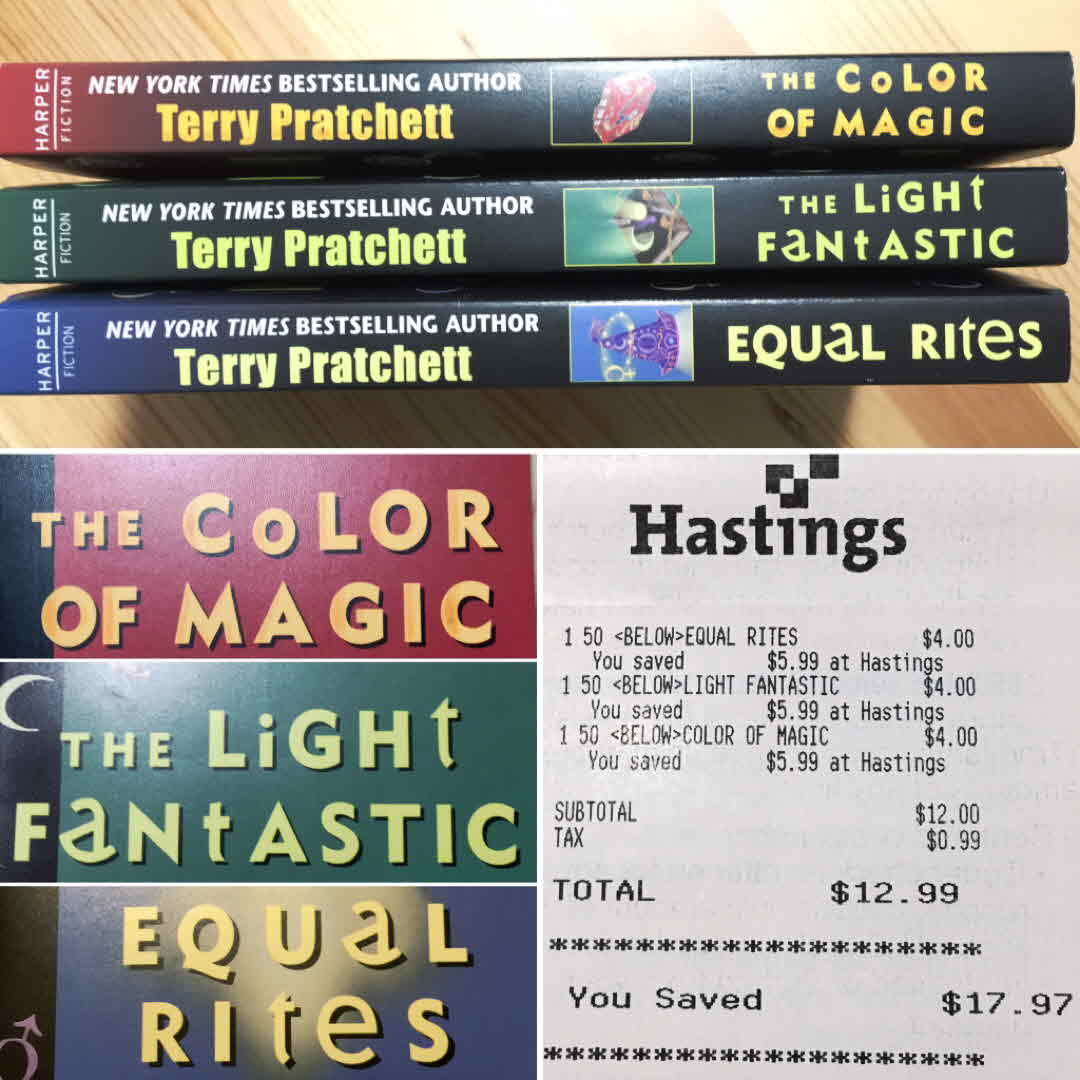 HARPER
FICTION
NEW YORK TIMES BESTSELLING AUTHOR
Terry Pratchett
THE CoLOR
OF MAGIC
HARPER
FICTION
NEW YORK TIMES BESTSELLING AUTHOR
Terry Pratchett
THE LiGHt
FaNtASTIC
HARPER
FICTION
NEW YORK TIMES BESTSELLING AUTHOR
Terry Pratchett
EQUaL RItes
THE CoLOR
OF MAGIC
THE LiGHt
FaNtASTIC
EQUaL
RIteS
Hastings
1 50 <BELOW>EQUAL RITES $4.00
You saved $5.99 at Hastings
1 50 <BELOW>LIGHT FANTASTIC $4.00
You saved $5.99 at Hastings
1 50 <BELOW>COLOR OF MAGIC $4.00
You saved $5.99 at Hastings
SUBTOTAL $12.00
TAX $0.99
TOTAL $12.99
********************
You Saved $17.97
********************